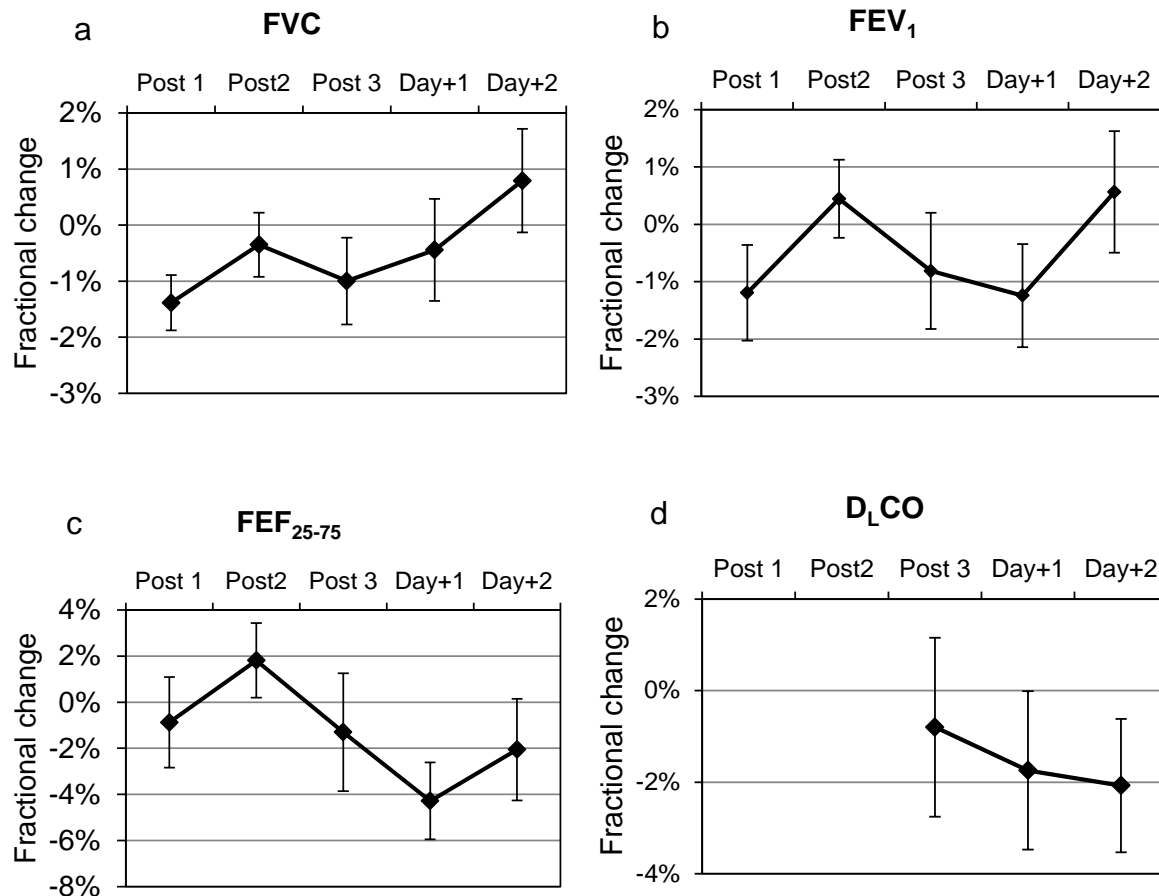 a
FVC
Post 1 Post2 Post 3 Day+1 Day+2
2%
1%
0%
-1%
-2%
-3%
Fractional change
b
FEV₁
Post 1 Post2 Post 3 Day+1 Day+2
2%
1%
0%
-1%
-2%
-3%
Fractional change
c
FEF₂₅₋₇₅
Post 1 Post2 Post 3 Day+1 Day+2
4%
2%
0%
-2%
-4%
-6%
-8%
Fractional change
d
DLCO
Post 1 Post2 Post 3 Day+1 Day+2
2%
0%
-2%
-4%
Fractional change